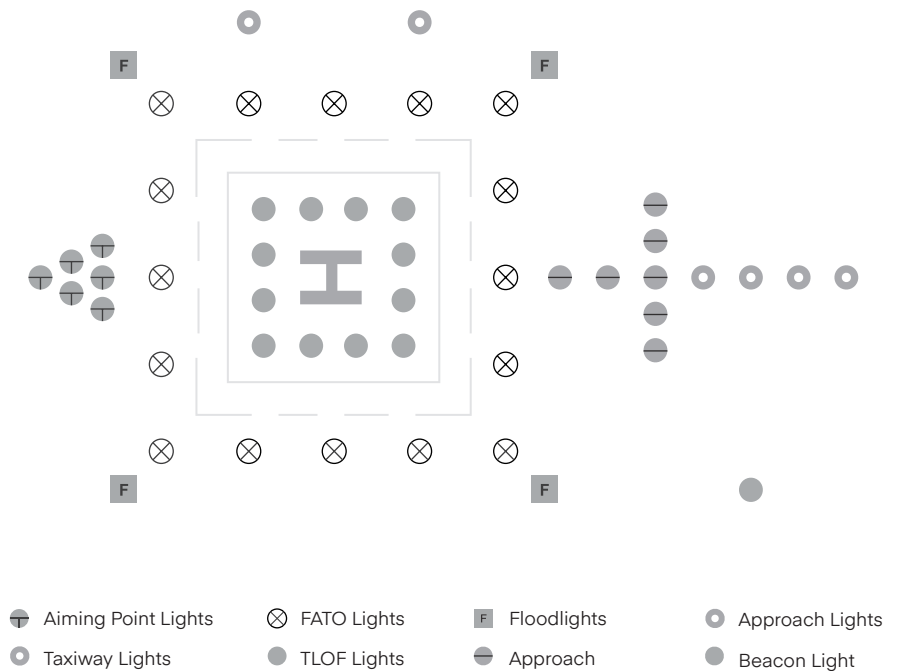 F F
H
F F
Aiming Point Lights FATO Lights F Floodlights Approach Lights
Taxiway Lights TLOF Lights Approach Beacon Light